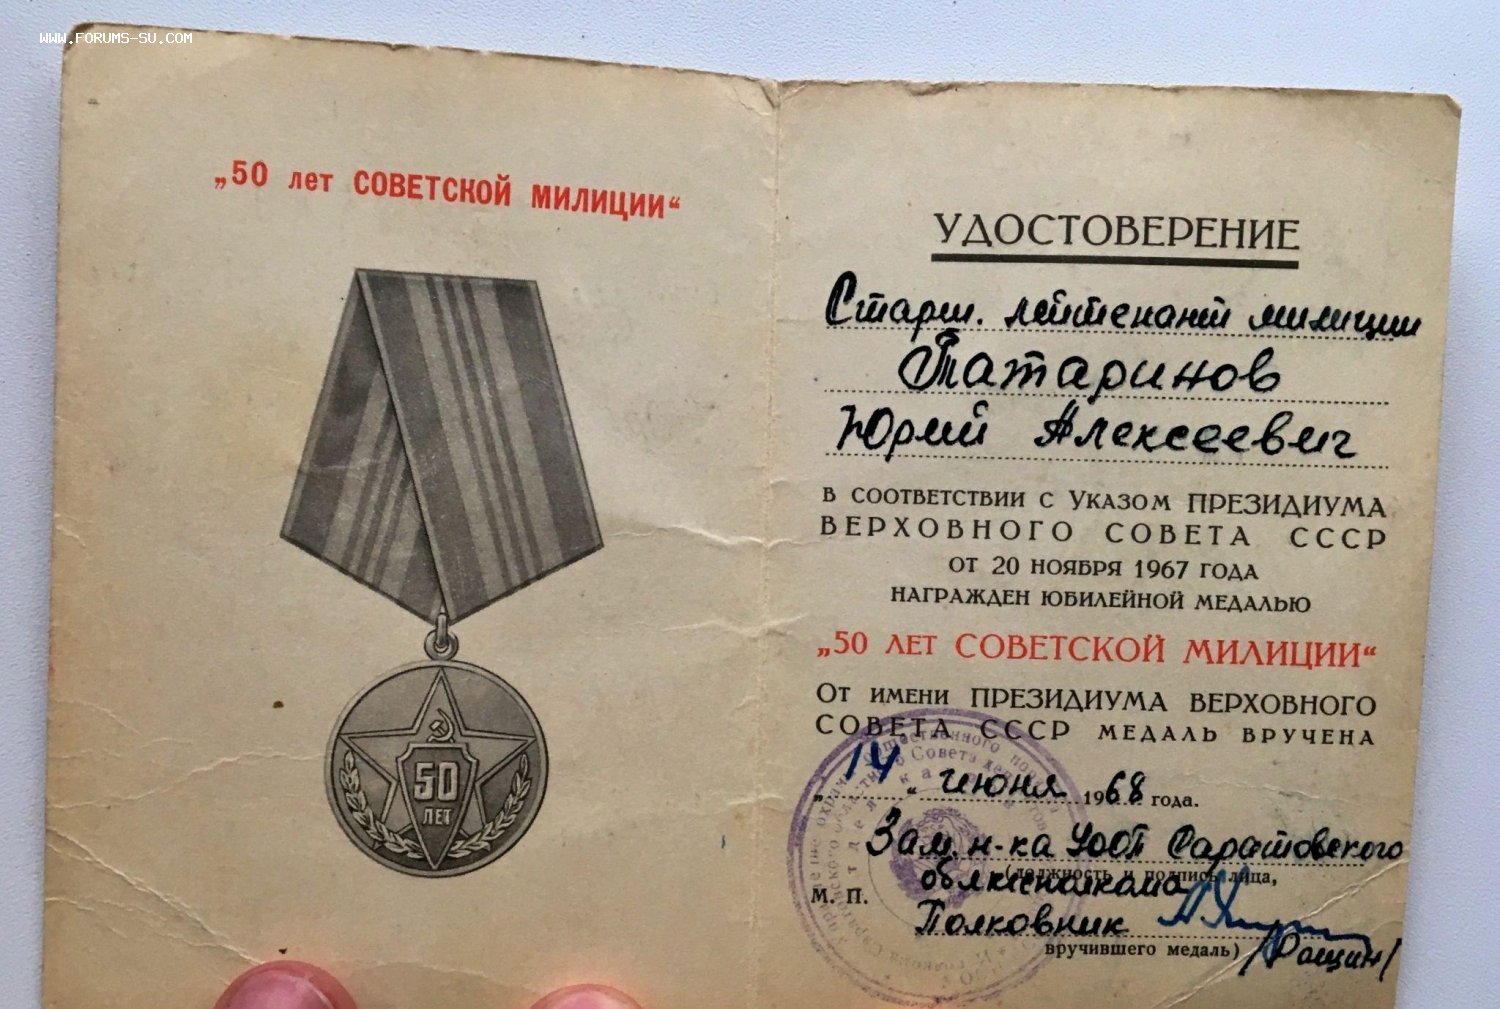 WWW.FORUMS-SU.COM
„50 лет СОВЕТСКОЙ МИЛИЦИИ“
50
ЛЕТ
УДОСТОВЕРЕНИЕ
Старш. лейтенант милиции
Татаринов
Юрий Алексеевич
В СООТВЕТСТВИИ С УКАЗОМ ПРЕЗИДИУМА
ВЕРХОВНОГО СОВЕТА СССР
ОТ 20 НОЯБРЯ 1967 ГОДА
НАГРАЖДЕН ЮБИЛЕЙНОЙ МЕДАЛЬЮ
„50 ЛЕТ СОВЕТСКОЙ МИЛИЦИИ“
ОТ ИМЕНИ ПРЕЗИДИУМА ВЕРХОВНОГО
СОВЕТА СССР МЕДАЛЬ ВРУЧЕНА
„14“ июня 1968 года.
Зам. н-ка УООП Саратовского
(должность и подпись лица,
облисполкома
М. П.
Полковник
вручившего медаль)
/Рощин/
общественного